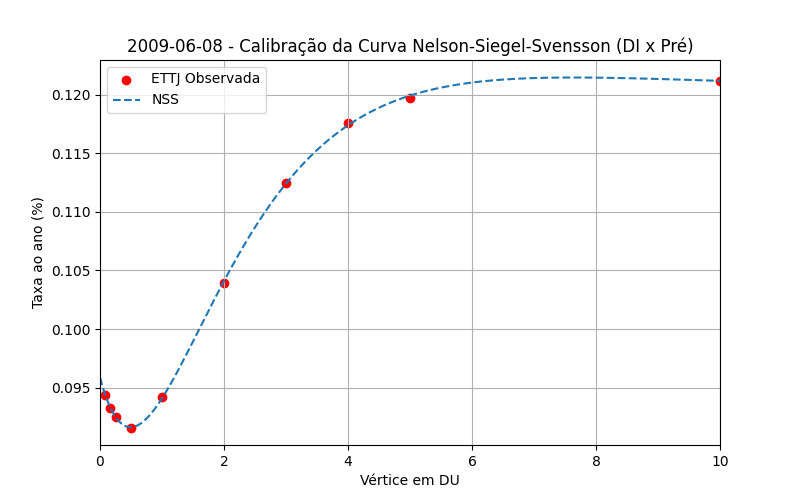 2009-06-08 - Calibração da Curva Nelson-Siegel-Svensson (DI x Pré)
ETTJ Observada
NSS
Taxa ao ano (%)
0.120
0.115
0.110
0.105
0.100
0.095
0
2
4
6
8
10
Vértice em DU